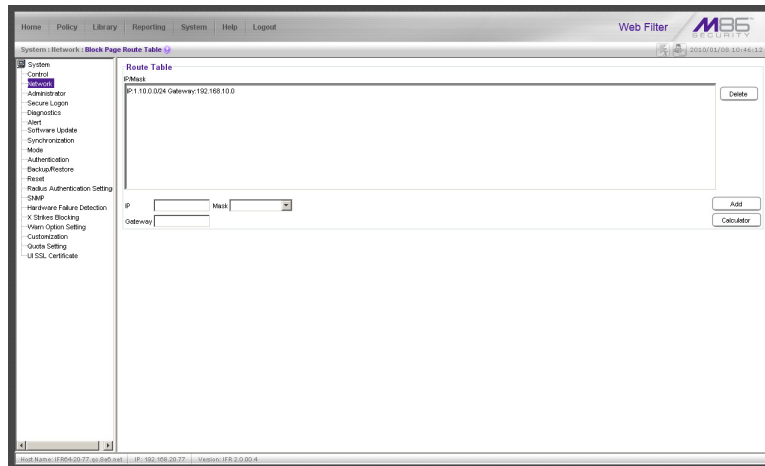 Home Policy Library Reporting System Help Logout
Web Filter
M86
SECURITY
System : Network : Block Page Route Table
2010/01/08 10:46:12
System
Control
Network
Administrator
Secure Logon
Diagnostics
Alert
Software Update
Synchronization
Mode
Authentication
Backup/Restore
Reset
Radius Authentication Setting
SNMP
Hardware Failure Detection
X Strikes Blocking
Warn Option Setting
Customization
Quota Setting
UI SSL Certificate
Route Table
IP/Mask
IP:1.10.0.0/24 Gateway:192.168.10.0
Delete
IP Mask Add
Gateway Calculator
Host Name: IFR64-20-77.qc.8e6.net IP: 192.168.20.77 Version: IFR 2.0.00.4